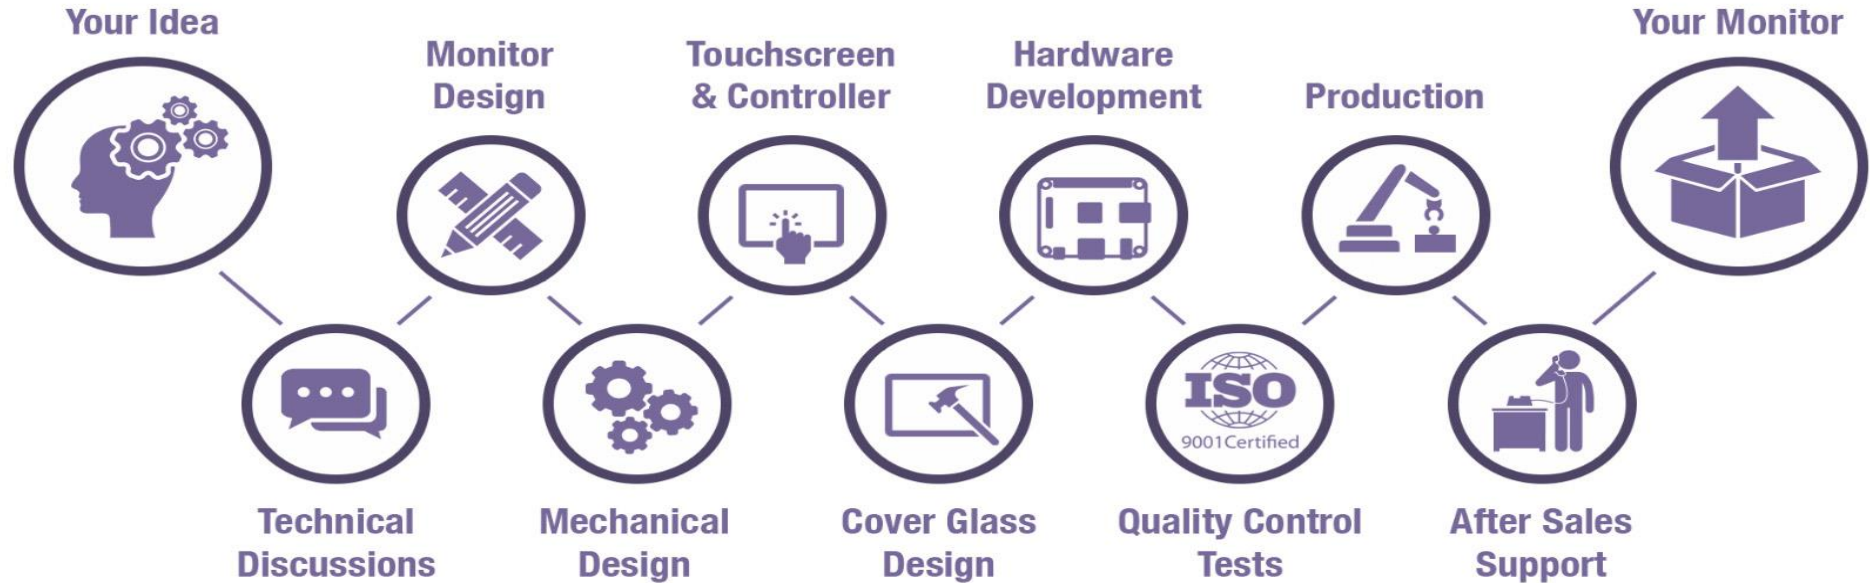 Your Idea
Technical
Discussions
Monitor
Design
Mechanical
Design
Touchscreen
& Controller
Cover Glass
Design
Hardware
Development
ISO
9001Certified
Quality Control
Tests
Production
After Sales
Support
Your Monitor